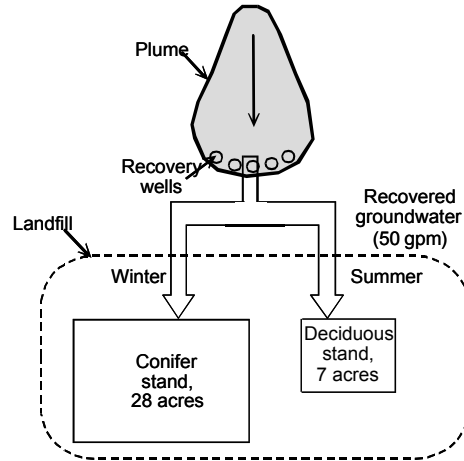 Plume
Recovery
wells
Recovered
groundwater
(50 gpm)
Landfill
Winter
Summer
Conifer
stand,
28 acres
Deciduous
stand,
7 acres